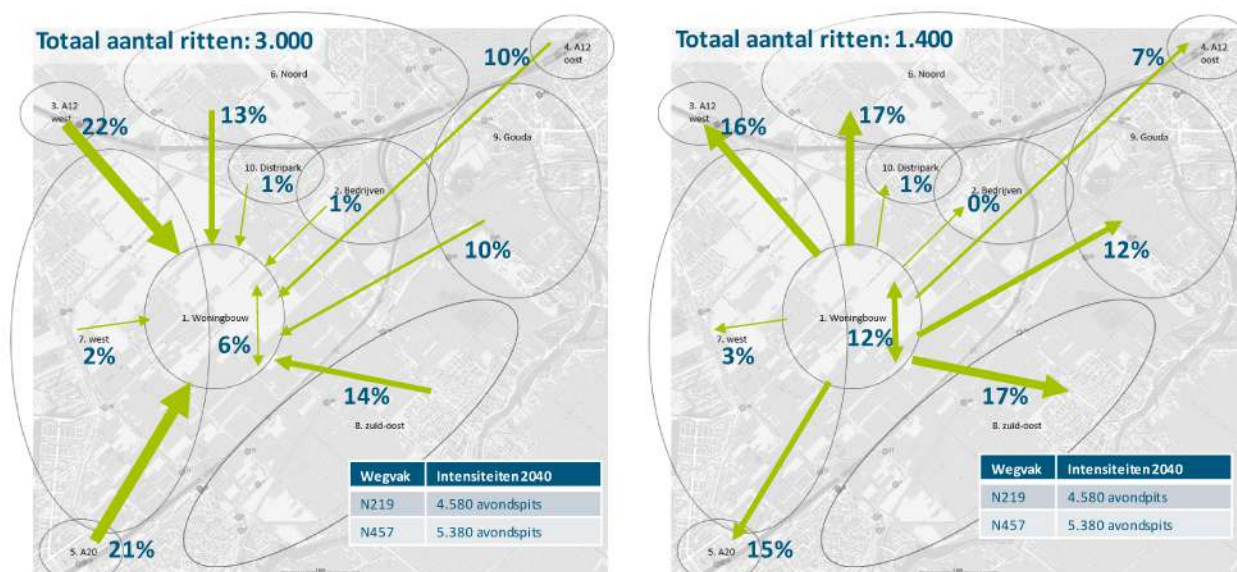 Totaal aantal ritten: 3.000
10%
4. A12
oost
6. Noord
3. A12
west
22%
13%
9. Gouda
10. Distripark
1%
2. Bedrijven
1%
10%
1. Woningbouw
6%
7. west
2%
14%
8. zuid-oost
Wegvak Intensiteiten 2040
N219 4.580 avondspits
N457 5.380 avondspits
5. A20
21%
Totaal aantal ritten: 1.400
7%
4. A12
oost
6. Noord
3. A12
west
16%
17%
9. Gouda
10. Distripark
1%
2. Bedrijven
0%
12%
1. Woningbouw
12%
7. west
3%
17%
8. zuid-oost
Wegvak Intensiteiten 2040
N219 4.580 avondpits
N457 5.380 avondspits
5. A20
15%